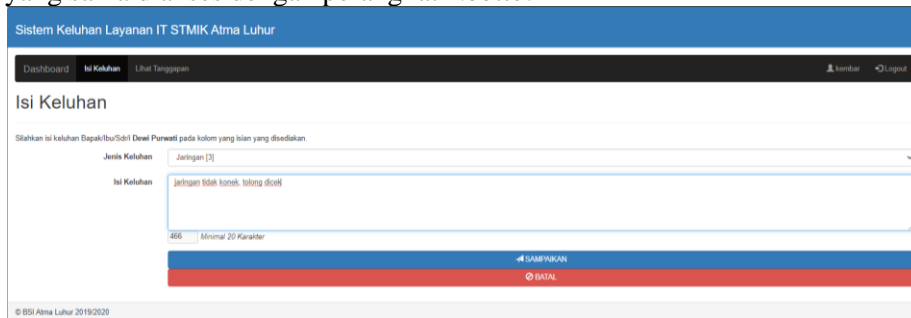 Sistem Keluhan Layanan IT STMIK Atma Luhur
Dashboard Isi Keluhan Lihat Tanggapan kombar Logout
Isi Keluhan
Silahkan isi keluhan Bapak/Ibu/Sdr/i Dewi Purwati pada kolom yang isian yang disediakan.
Jenis Keluhan Jaringan [3]
Isi Keluhan jaringan tidak konek, tolong dicek
466 Minimal 20 Karakter
SAMPAIKAN
BATAL
© BSI Atma Luhur 2019/2020